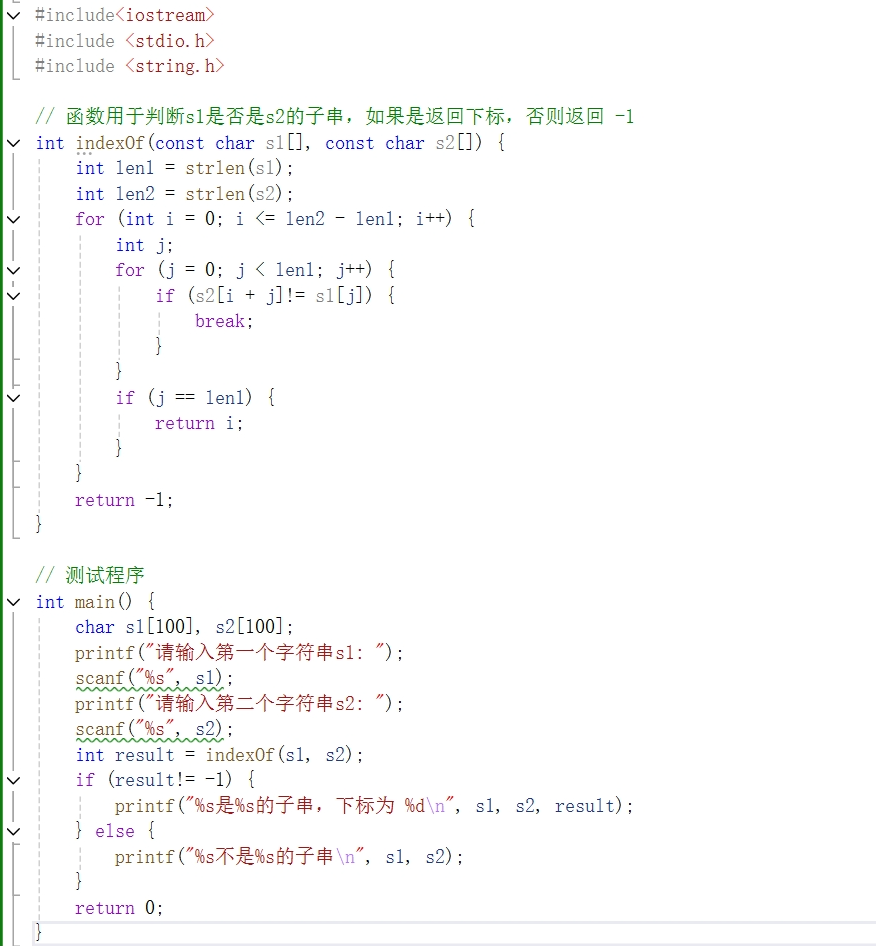 #include<iostream>
#include <stdio.h>
#include <string.h>

// 函数用于判断s1是否是s2的子串，如果是返回下标，否则返回 -1
int indexOf(const char s1[], const char s2[]) {
    int len1 = strlen(s1);
    int len2 = strlen(s2);
    for (int i = 0; i <= len2 - len1; i++) {
        int j;
        for (j = 0; j < len1; j++) {
            if (s2[i + j]!= s1[j]) {
                break;
            }
        }
        if (j == len1) {
            return i;
        }
    }
    return -1;
}

// 测试程序
int main() {
    char s1[100], s2[100];
    printf("请输入第一个字符串s1: ");
    scanf("%s", s1);
    printf("请输入第二个字符串s2: ");
    scanf("%s", s2);
    int result = indexOf(s1, s2);
    if (result!= -1) {
        printf("%s是%s的子串，下标为 %d\n", s1, s2, result);
    } else {
        printf("%s不是%s的子串\n", s1, s2);
    }
    return 0;
}